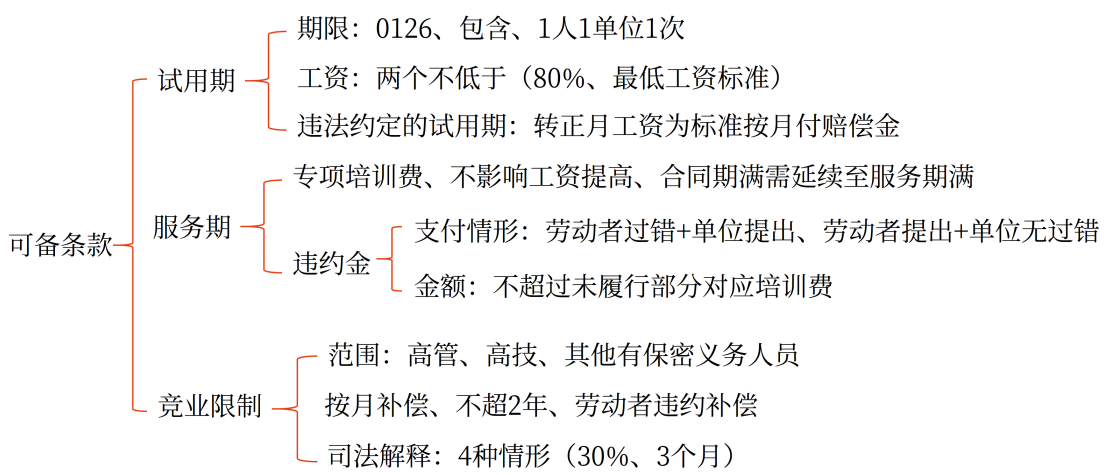 可备条款
试用期
期限：0126、包含、1人1单位1次
工资：两个不低于（80%、最低工资标准）
违法约定的试用期：转正月工资为标准按月付赔偿金
服务期
专项培训费、不影响工资提高、合同期满需延续至服务期满
违约金
支付情形：劳动者过错+单位提出、劳动者提出+单位无过错
金额：不超过未履行部分对应培训费
竞业限制
范围：高管、高技、其他有保密义务人员
按月补偿、不超2年、劳动者违约补偿
司法解释：4种情形（30%、3个月）